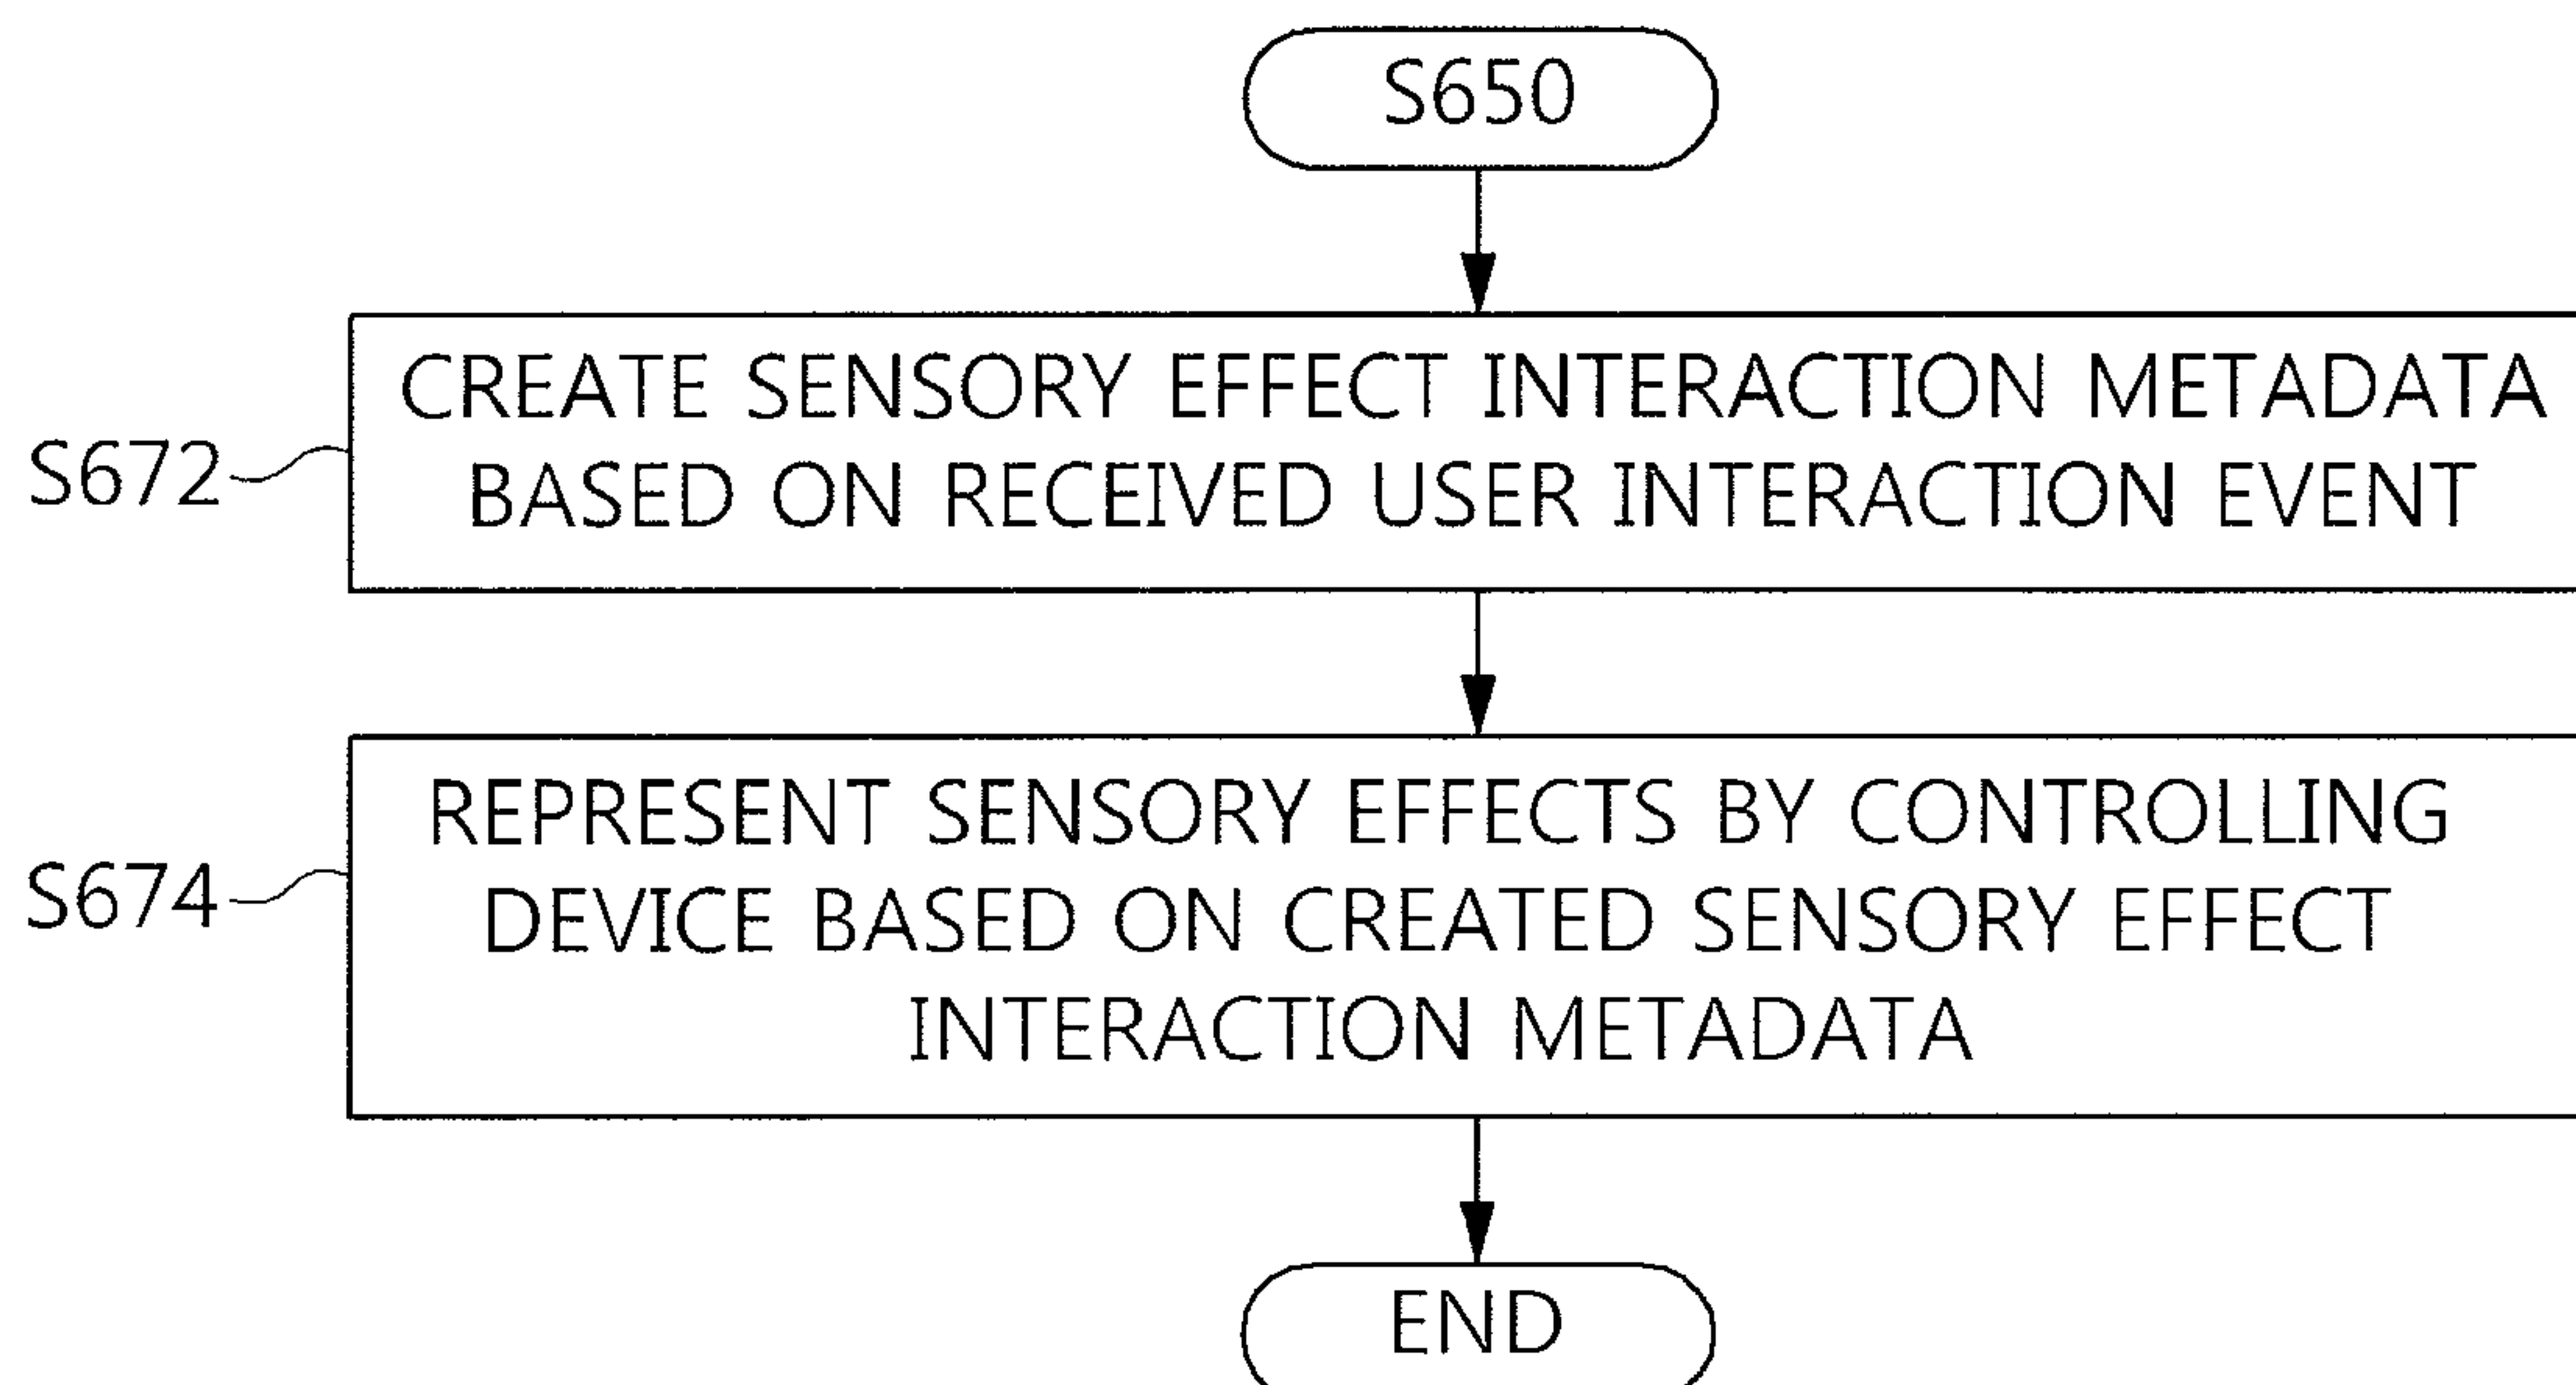 S650
CREATE SENSORY EFFECT INTERACTION METADATA
BASED ON RECEIVED USER INTERACTION EVENT
S672
REPRESENT SENSORY EFFECTS BY CONTROLLING
DEVICE BASED ON CREATED SENSORY EFFECT
INTERACTION METADATA
S674
END